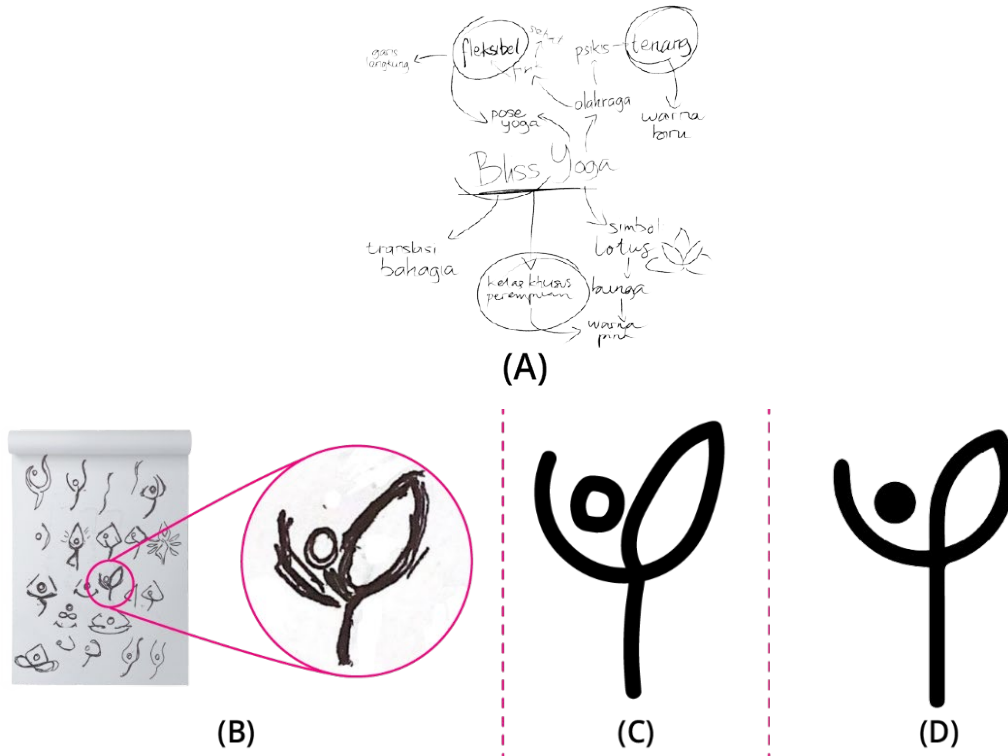 garis
lengkung
fleksibel
sehat
psikis
tenang
pose
yoga
olahraga
warna
biru
Bliss Yoga
translasi
bahagia
kelas khusus
perempuan
simbol
lotus
bunga
warna
(A)
(B)
(C)
(D)